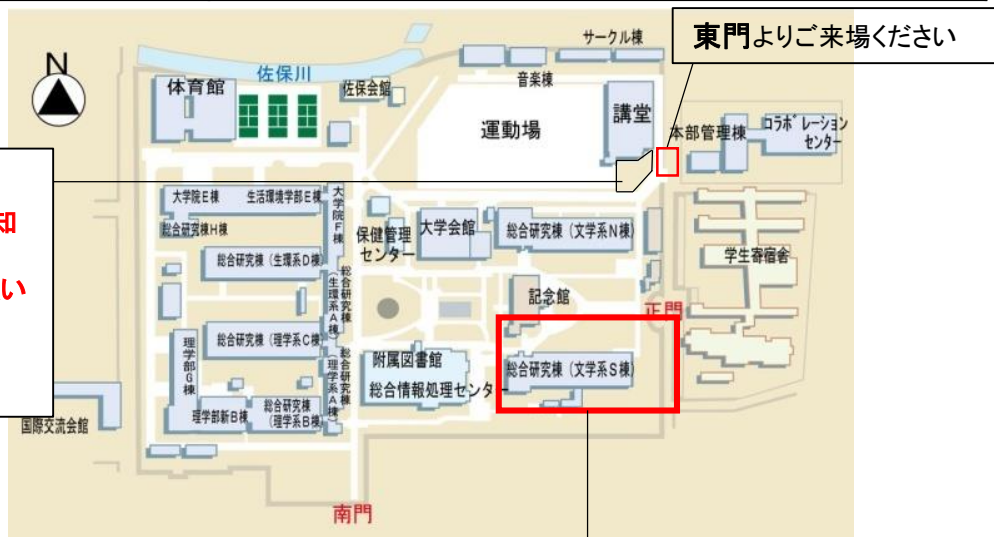 東門よりご来場ください
サークル棟
N
佐保川
音楽棟
体育館
佐保会館
講堂
運動場
本部管理棟
コラボレーション
センター
知
い
大学院E棟
生活環境学部E棟
大学院F棟
総合研究棟H棟
保健管理
センター
大学会館
総合研究棟(文学系N棟)
総合研究棟(生環系D棟)
学生寄宿舎
総合研究棟
(生環系A棟)
記念館
正門
理学部G棟
総合研究棟(理学系C棟)
総合研究棟
(理学系A棟)
附属図書館
総合情報処理センター
総合研究棟(文学系S棟)
理学部新B棟
総合研究棟
(理学系B棟)
国際交流会館
南門